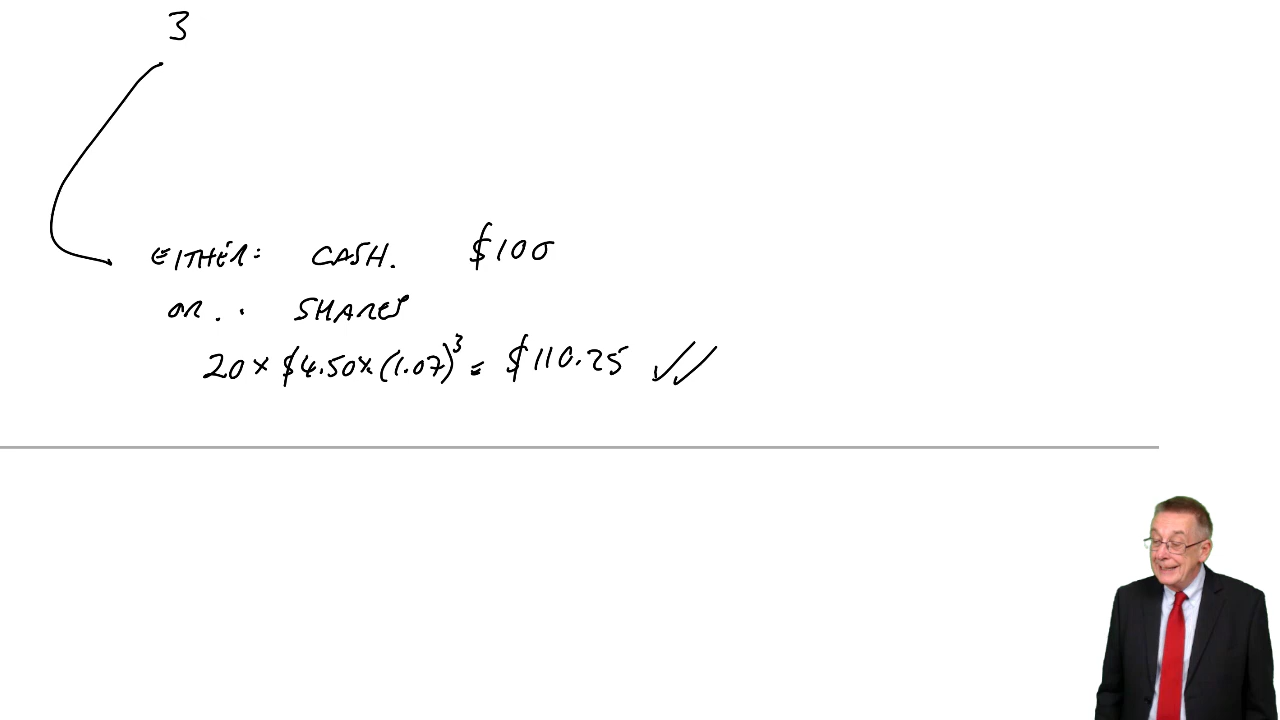 3
EITHER: CASH. $100
OR.. SHARES
20 x $4.50 x (1.07)³ = $110.25 ✓✓